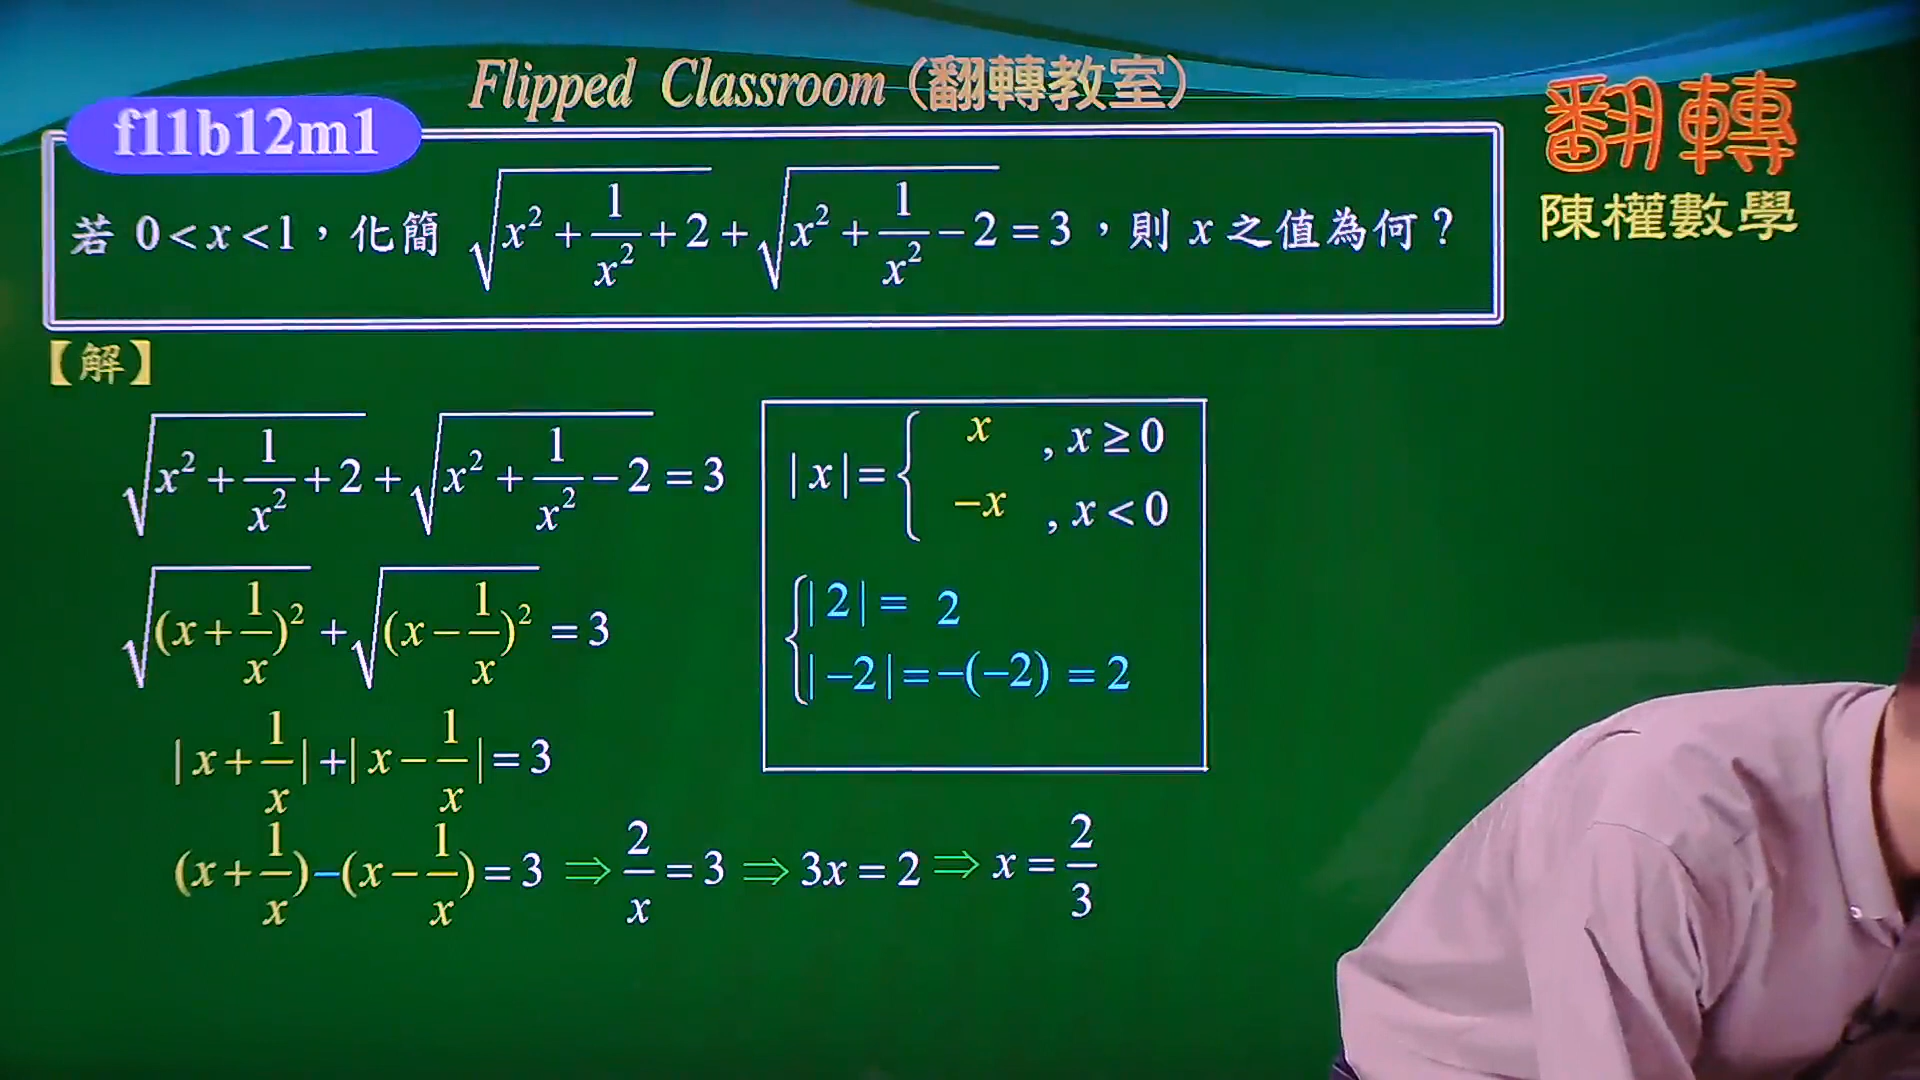 Flipped Classroom (翻轉教室)
翻轉
陳權數學
f11b12m1
若 0 < x < 1，化簡 √(x² + 1/x² + 2) + √(x² + 1/x² − 2) = 3，則 x 之值為何？
【解】
√(x² + 1/x² + 2) + √(x² + 1/x² − 2) = 3
√((x + 1/x)²) + √((x − 1/x)²) = 3
| x + 1/x | + | x − 1/x | = 3
(x + 1/x) − (x − 1/x) = 3 ⇒ 2/x = 3 ⇒ 3x = 2 ⇒ x = 2/3
| x | = { x , x ≥ 0
−x , x < 0
{ | 2 | = 2
| −2 | = −(−2) = 2